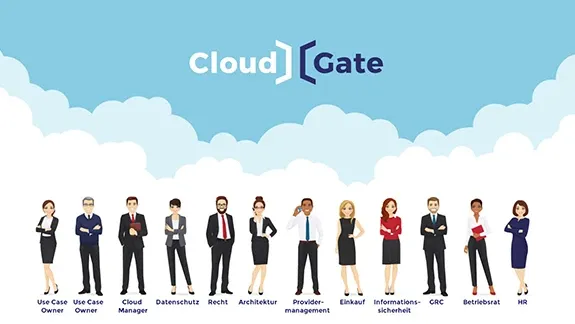 Cloud Gate
Use Case
Owner
Use Case
Owner
Cloud
Manager
Datenschutz
Recht
Architektur
Provider-
management
Einkauf
Informations-
sicherheit
GRC
Betriebsrat
HR